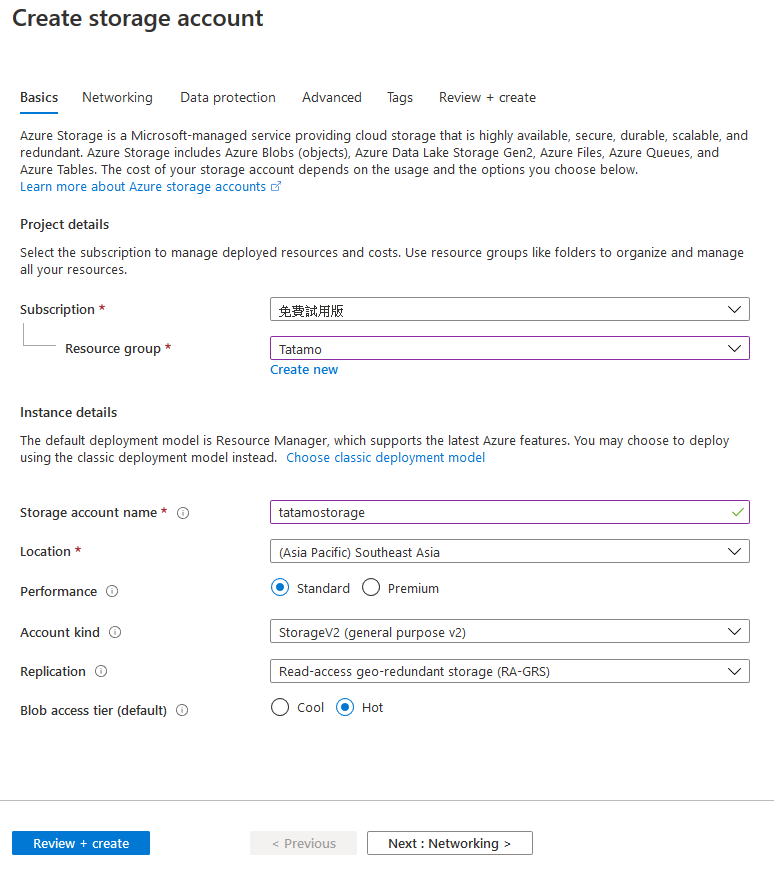 Create storage account
Basics Networking Data protection Advanced Tags Review + create
Azure Storage is a Microsoft-managed service providing cloud storage that is highly available, secure, durable, scalable, and
redundant. Azure Storage includes Azure Blobs (objects), Azure Data Lake Storage Gen2, Azure Files, Azure Queues, and
Azure Tables. The cost of your storage account depends on the usage and the options you choose below.
Learn more about Azure storage accounts
Project details
Select the subscription to manage deployed resources and costs. Use resource groups like folders to organize and manage
all your resources.
Subscription * 免費試用版
Resource group * Tatamo
Create new
Instance details
The default deployment model is Resource Manager, which supports the latest Azure features. You may choose to deploy
using the classic deployment model instead. Choose classic deployment model
Storage account name * tatamostorage
Location * (Asia Pacific) Southeast Asia
Performance Standard Premium
Account kind StorageV2 (general purpose v2)
Replication Read-access geo-redundant storage (RA-GRS)
Blob access tier (default) Cool Hot
Review + create < Previous Next : Networking >